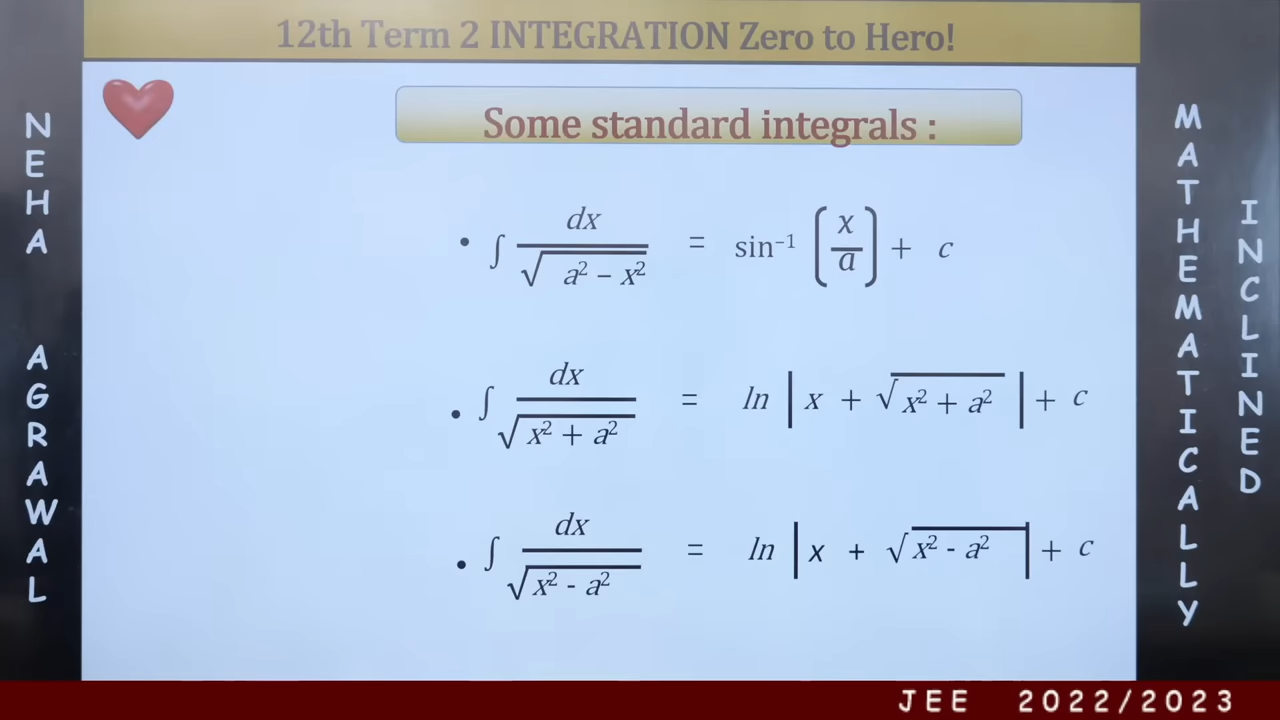 12th Term 2 INTEGRATION Zero to Hero!
Some standard integrals :
• ∫ dx / √ a² – x² = sin⁻¹ (x/a) + c
• ∫ dx / √x² + a² = ln | x + √x² + a² | + c
• ∫ dx / √x² - a² = ln | x + √x² - a² | + c
NEHA AGRAWAL
MATHEMATICALLY
INCLINED
JEE 2022/2023